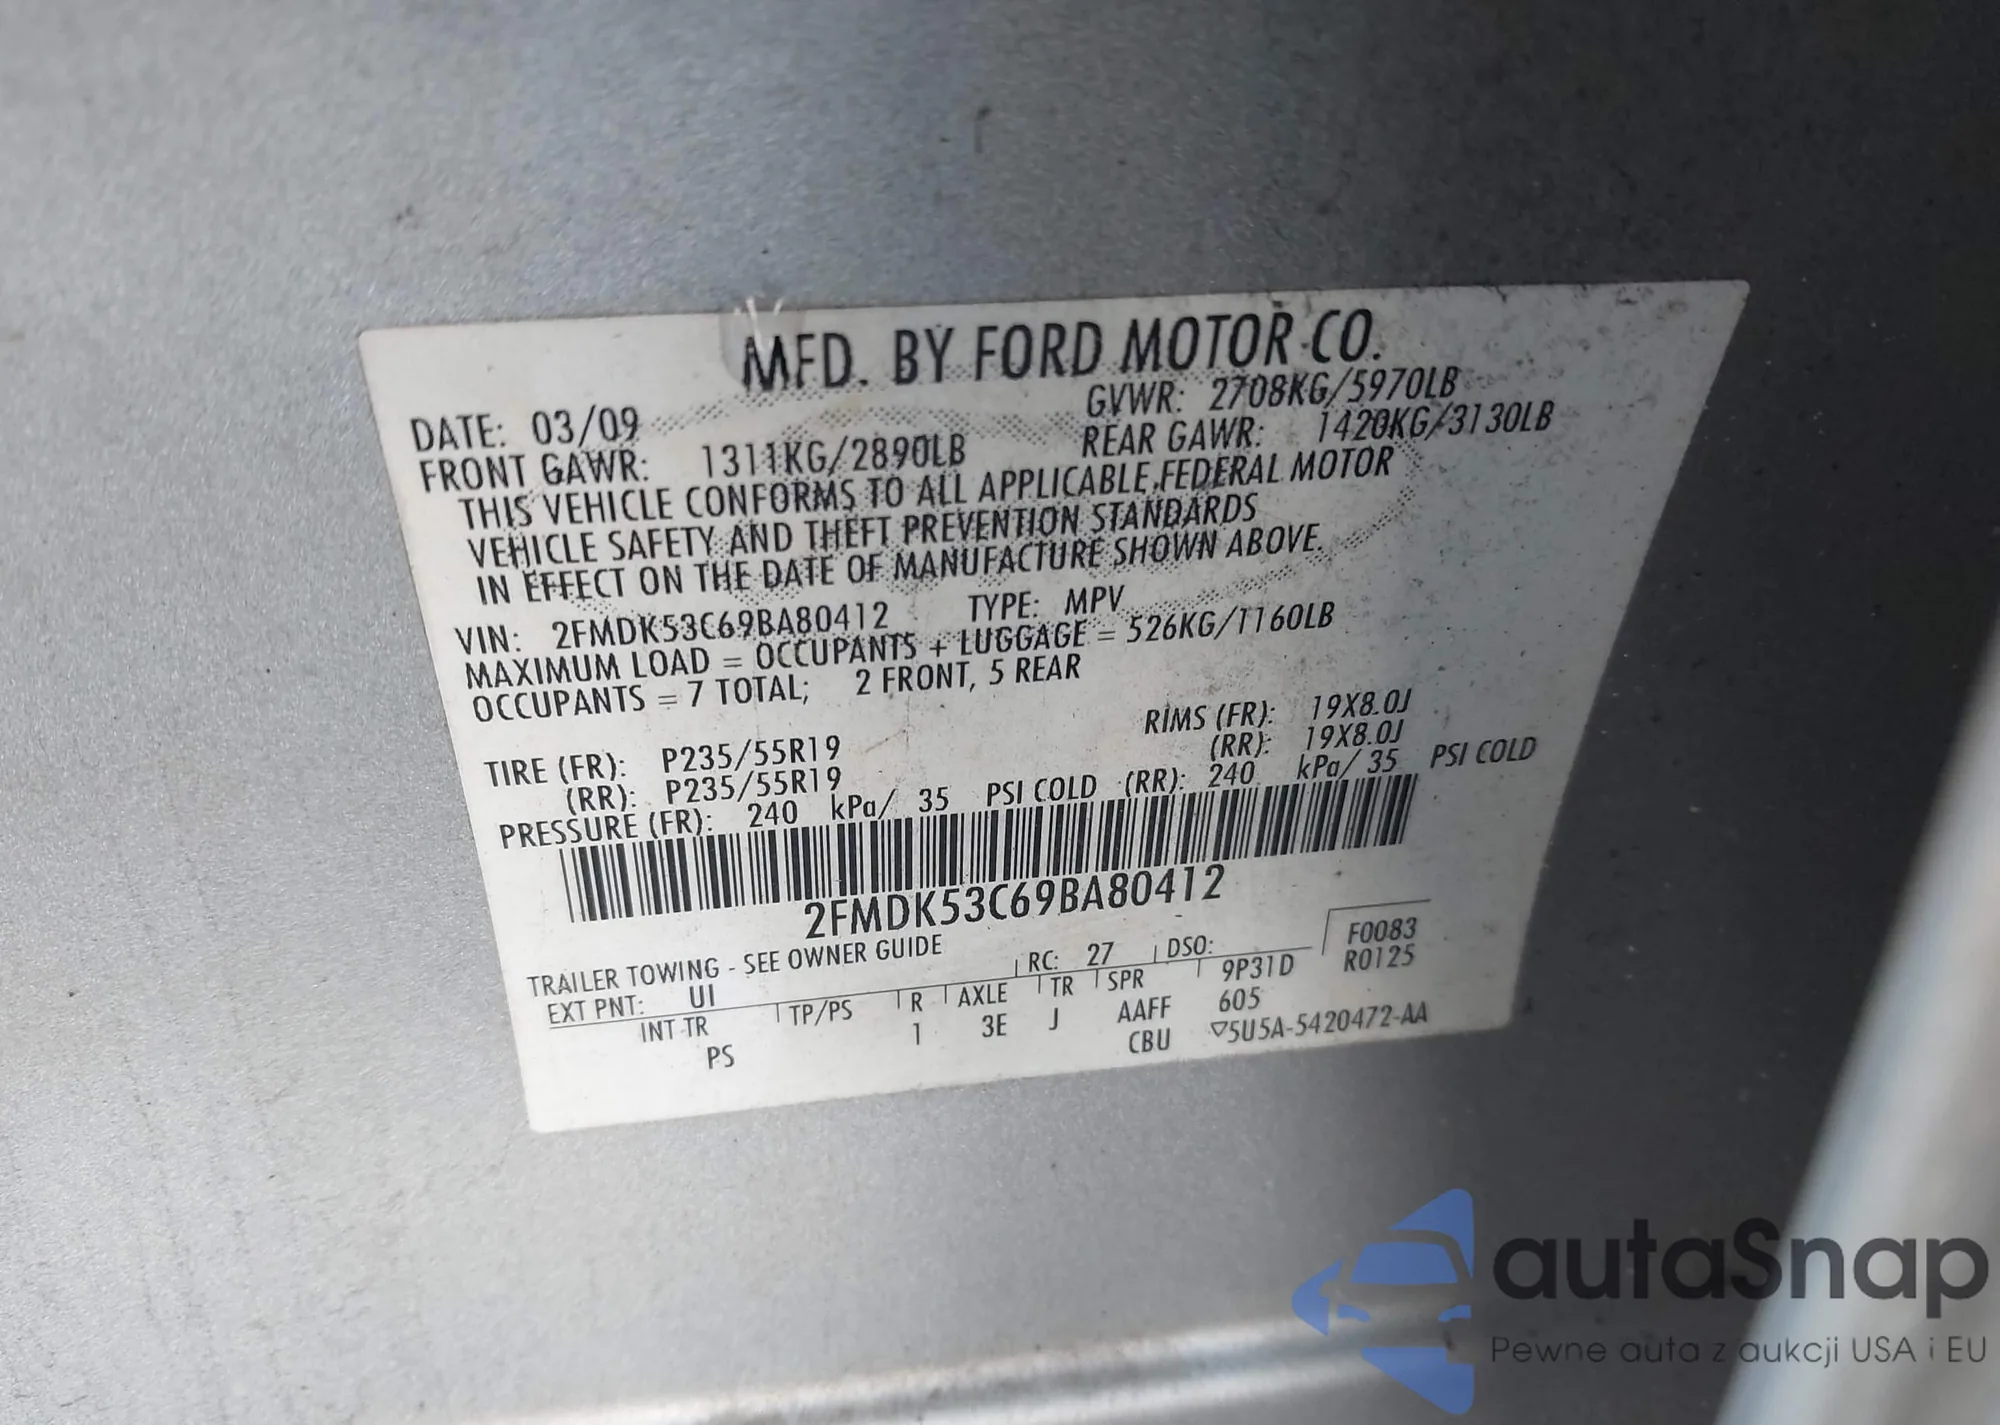 MFD. BY FORD MOTOR CO.
DATE: 03/09 GVWR: 2708KG/5970LB
FRONT GAWR: 1311KG/2890LB REAR GAWR: 1420KG/3130LB
THIS VEHICLE CONFORMS TO ALL APPLICABLE FEDERAL MOTOR
VEHICLE SAFETY AND THEFT PREVENTION STANDARDS
IN EFFECT ON THE DATE OF MANUFACTURE SHOWN ABOVE.
VIN: 2FMDK53C69BA80412 TYPE: MPV
MAXIMUM LOAD = OCCUPANTS + LUGGAGE = 526KG/1160LB
OCCUPANTS = 7 TOTAL; 2 FRONT, 5 REAR
TIRE (FR): P235/55R19 RIMS (FR): 19X8.0J
(RR): P235/55R19 (RR): 19X8.0J
PRESSURE (FR): 240 kPa/ 35 PSI COLD (RR): 240 kPa/ 35 PSI COLD
2FMDK53C69BA80412
TRAILER TOWING - SEE OWNER GUIDE
EXT PNT: UI RC: 27 DSO: F0083
INT TR TP/PS R AXLE TR SPR 9P31D R0125
PS 1 3E J AAFF 605
CBU ▽5U5A-5420472-AA
autaSnap
Pewne auta z aukcji USA i EU